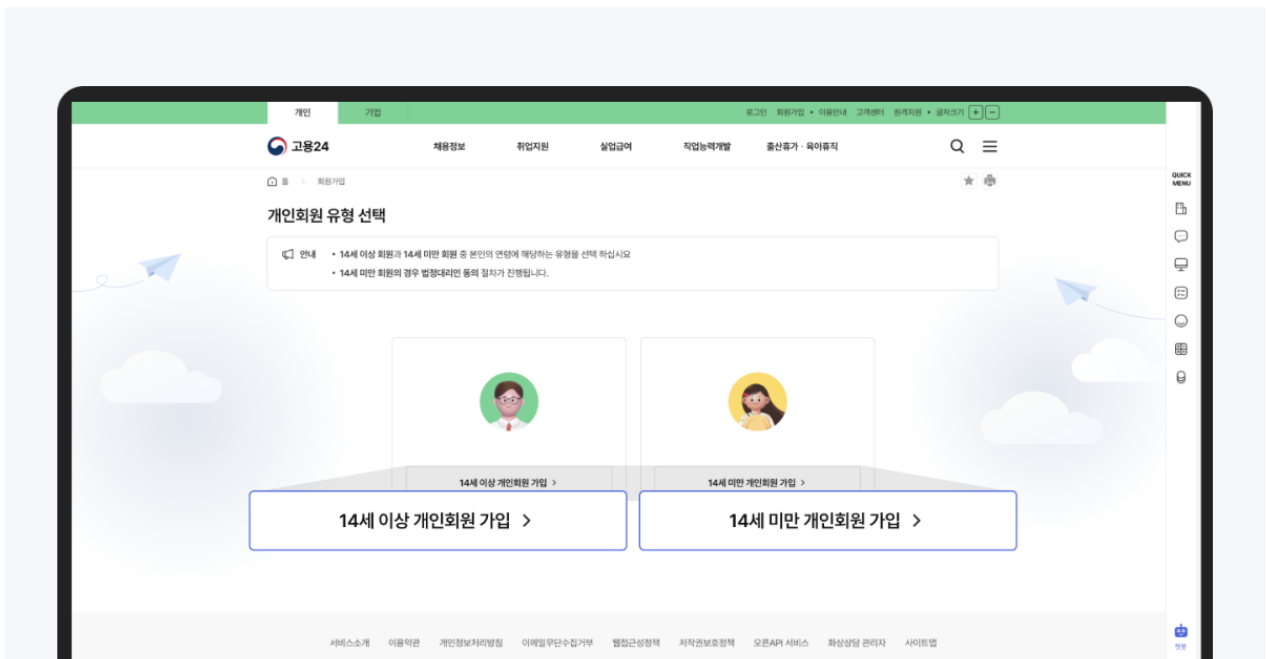 개인 기업 로그인 회원가입 • 이용안내 고객센터 원격지원 • 글자크기 + −
고용24 채용정보 취업지원 실업급여 직업능력개발 출산휴가 · 육아휴직
QUICK
MENU
홈 > 회원가입
개인회원 유형 선택
안내 • 14세 이상 회원과 14세 미만 회원 중 본인의 연령에 해당하는 유형을 선택 하십시요
• 14세 미만 회원의 경우 법정대리인 동의 절차가 진행됩니다.
14세 이상 개인회원 가입 > 14세 미만 개인회원 가입 >
14세 이상 개인회원 가입 > 14세 미만 개인회원 가입 >
서비스소개 이용약관 개인정보처리방침 이메일무단수집거부 웹접근성정책 저작권보호정책 오픈API 서비스 화상상담 관리자 사이트맵
챗봇